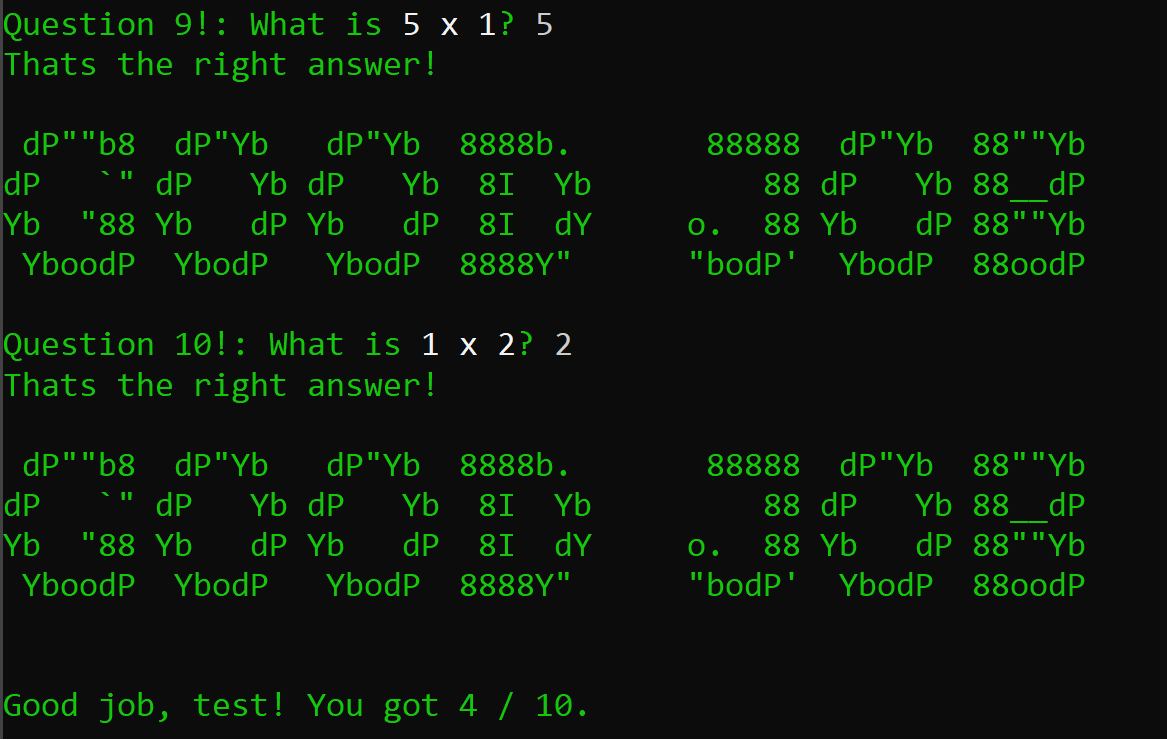 Question 9!: What is 5 x 1? 5
Thats the right answer!
 dP""b8  dP"Yb   dP"Yb  8888b.       88888  dP"Yb  88""Yb
dP   `" dP   Yb dP   Yb  8I  Yb         88 dP   Yb 88__dP
Yb  "88 Yb   dP Yb   dP  8I  dY     o.  88 Yb   dP 88""Yb
 YboodP  YbodP   YbodP  8888Y"      "bodP'  YbodP  88oodP
Question 10!: What is 1 x 2? 2
Thats the right answer!
 dP""b8  dP"Yb   dP"Yb  8888b.       88888  dP"Yb  88""Yb
dP   `" dP   Yb dP   Yb  8I  Yb         88 dP   Yb 88__dP
Yb  "88 Yb   dP Yb   dP  8I  dY     o.  88 Yb   dP 88""Yb
 YboodP  YbodP   YbodP  8888Y"      "bodP'  YbodP  88oodP
Good job, test! You got 4 / 10.